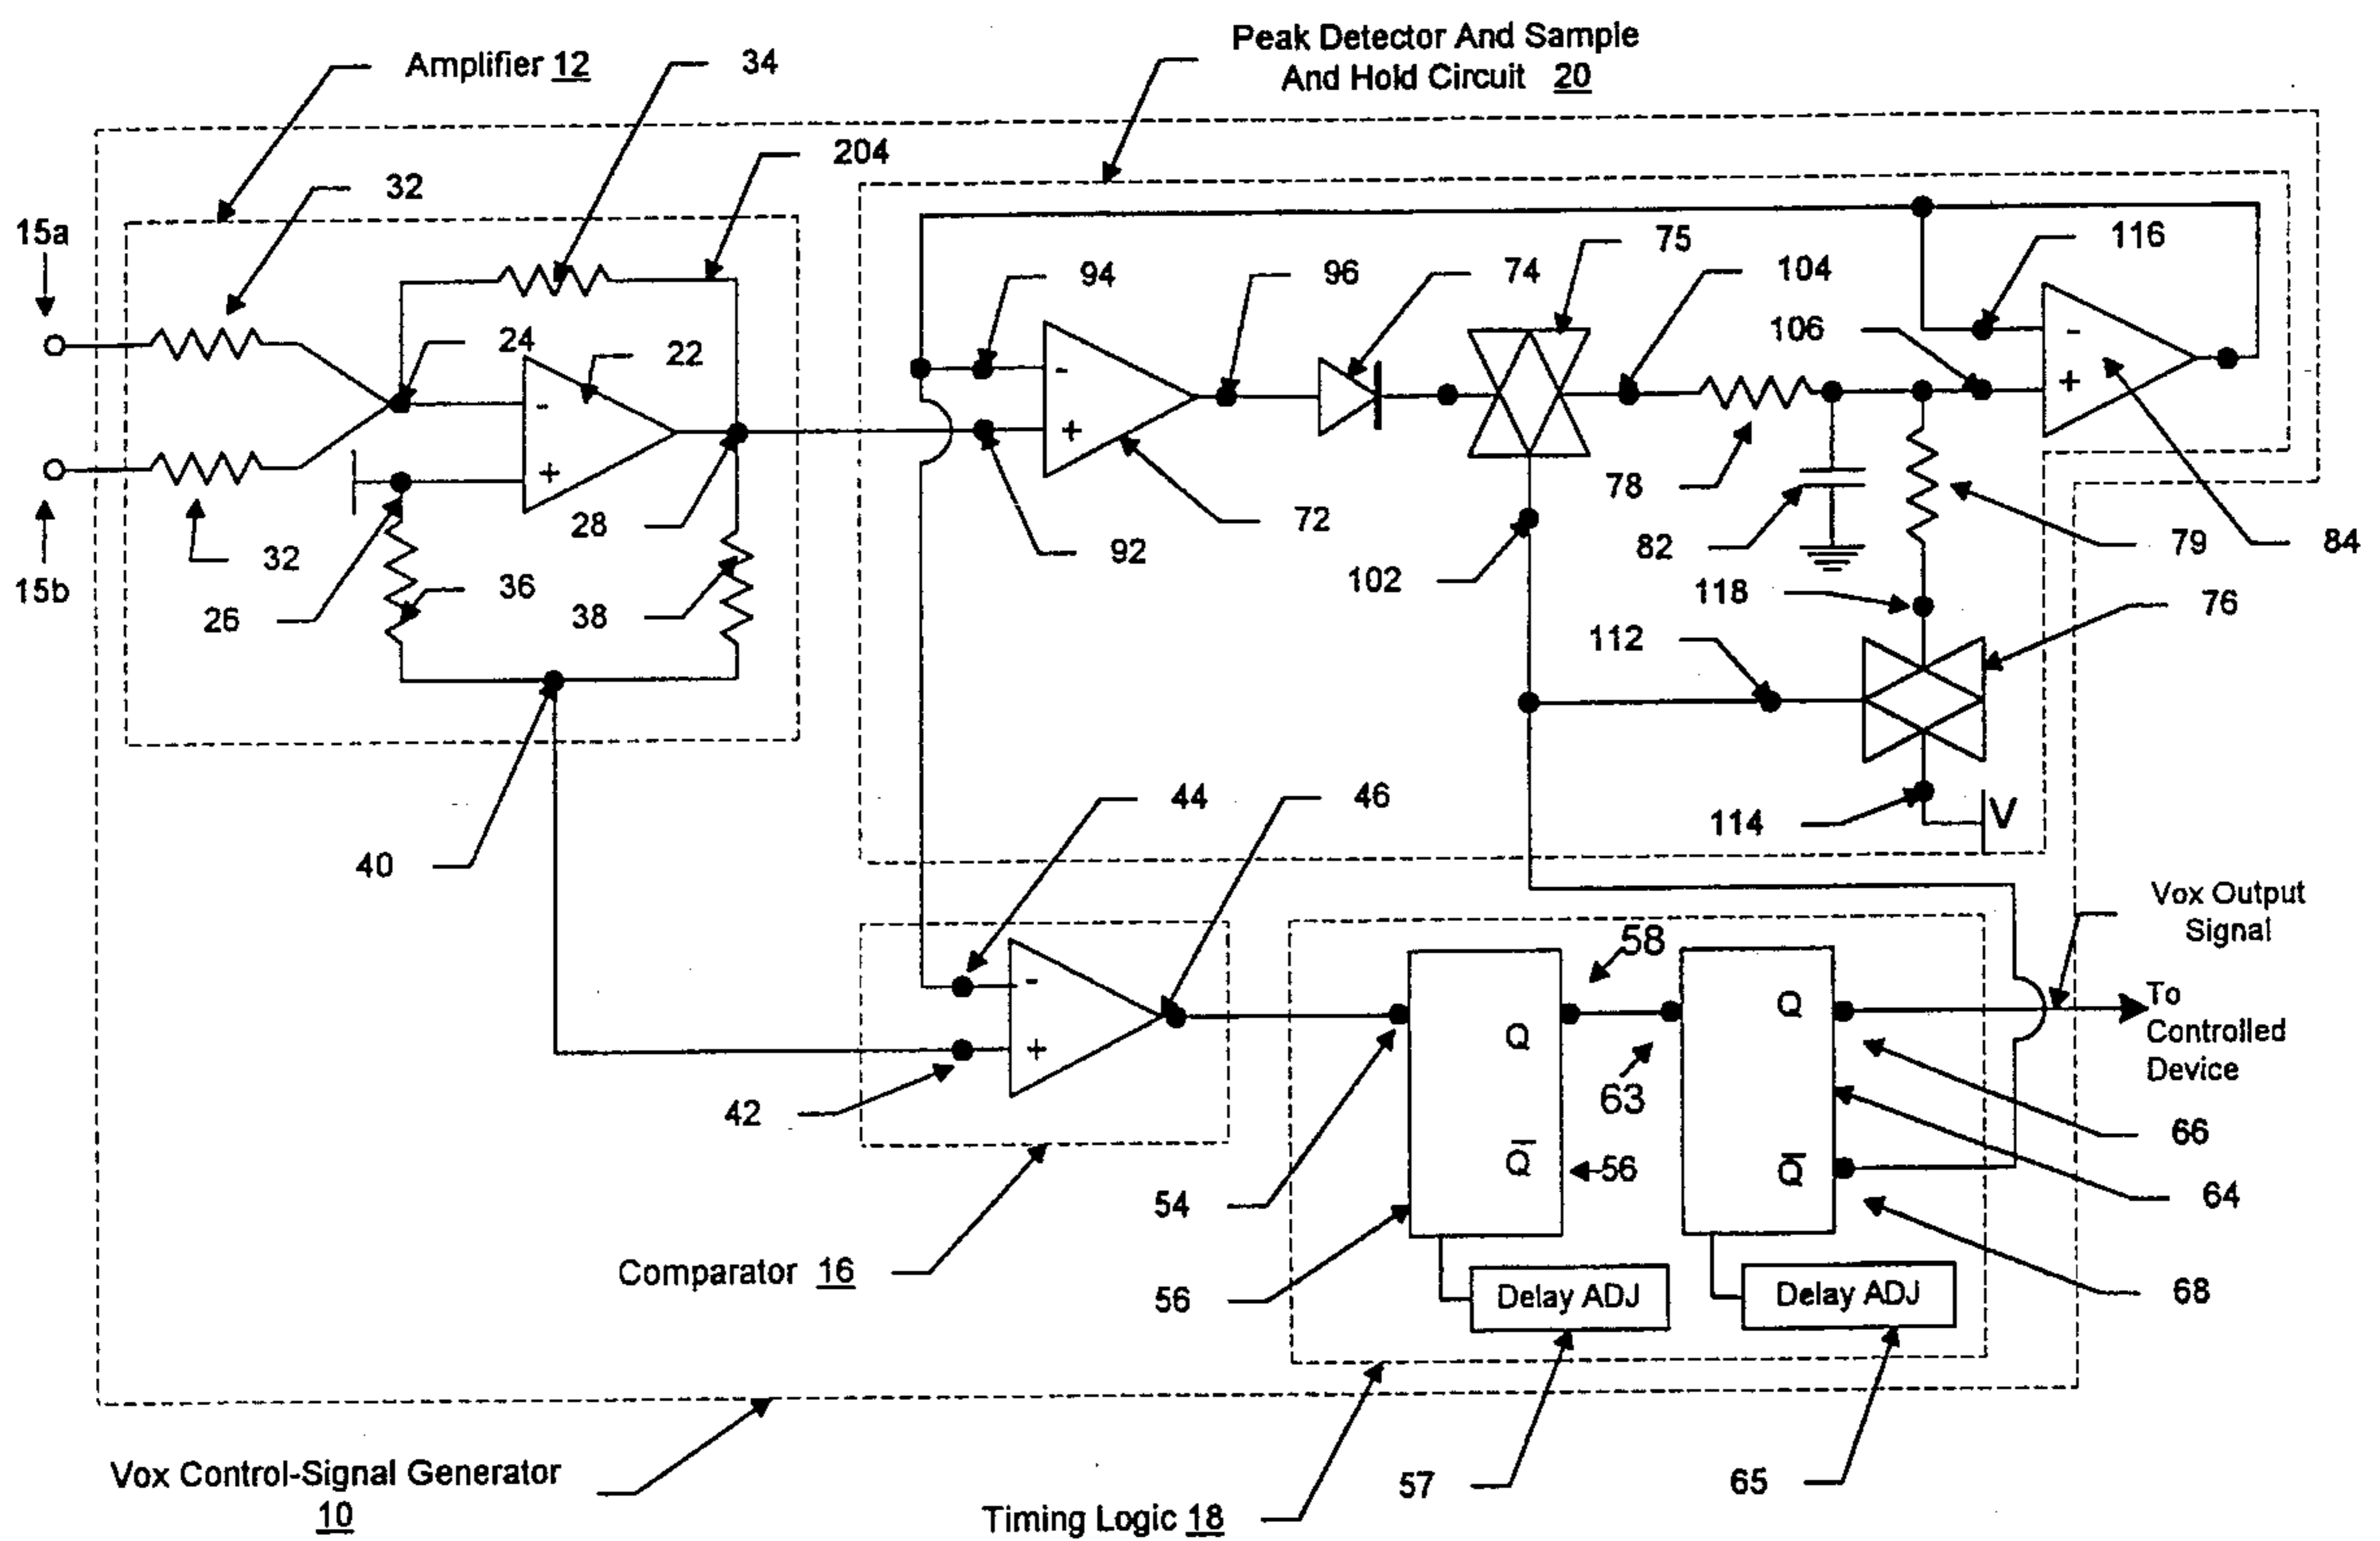 Peak Detector And Sample
And Hold Circuit 20
Amplifier 12
34
204
32
15a
116
75
94
96
74
104
106
24
22
-
+
-
+
-
+
28
72
92
78
82
79
84
102
32
15b
26
36
38
118
76
112
114
V
44
46
40
Vox Output
Signal
58
-
+
Q
Q
To
Controlled
Device
42
63
66
Q̅
56
Q̅
54
64
Comparator 16
56
Delay ADJ
Delay ADJ
68
Vox Control-Signal Generator
10
57
65
Timing Logic 18